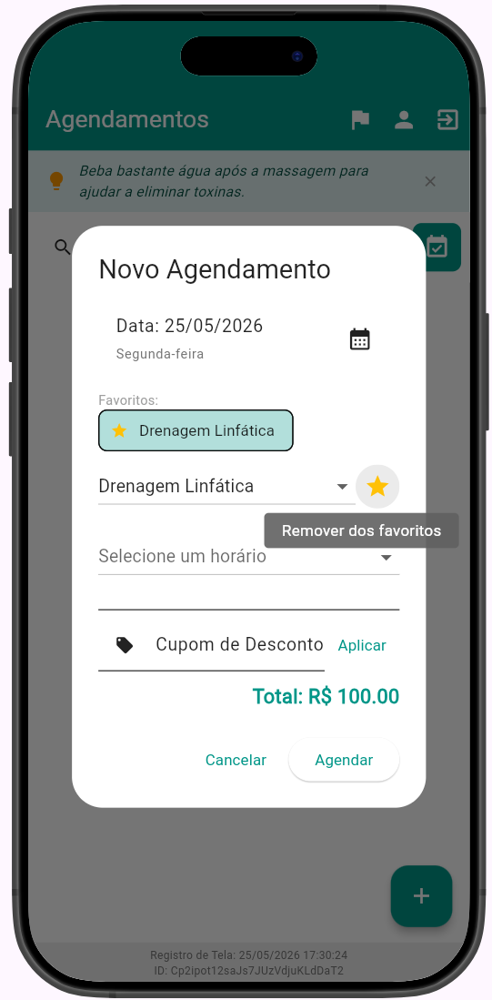 Agendamentos
Beba bastante água após a massagem para
ajudar a eliminar toxinas.
Novo Agendamento
Data: 25/05/2026
Segunda-feira
Favoritos:
Drenagem Linfática
Drenagem Linfática
Remover dos favoritos
Selecione um horário
Cupom de Desconto
Aplicar
Total: R$ 100.00
Cancelar
Agendar
Registro de Tela: 25/05/2026 17:30:24
ID: Cp2ipot12saJs7JUzVdjuKLdDaT2